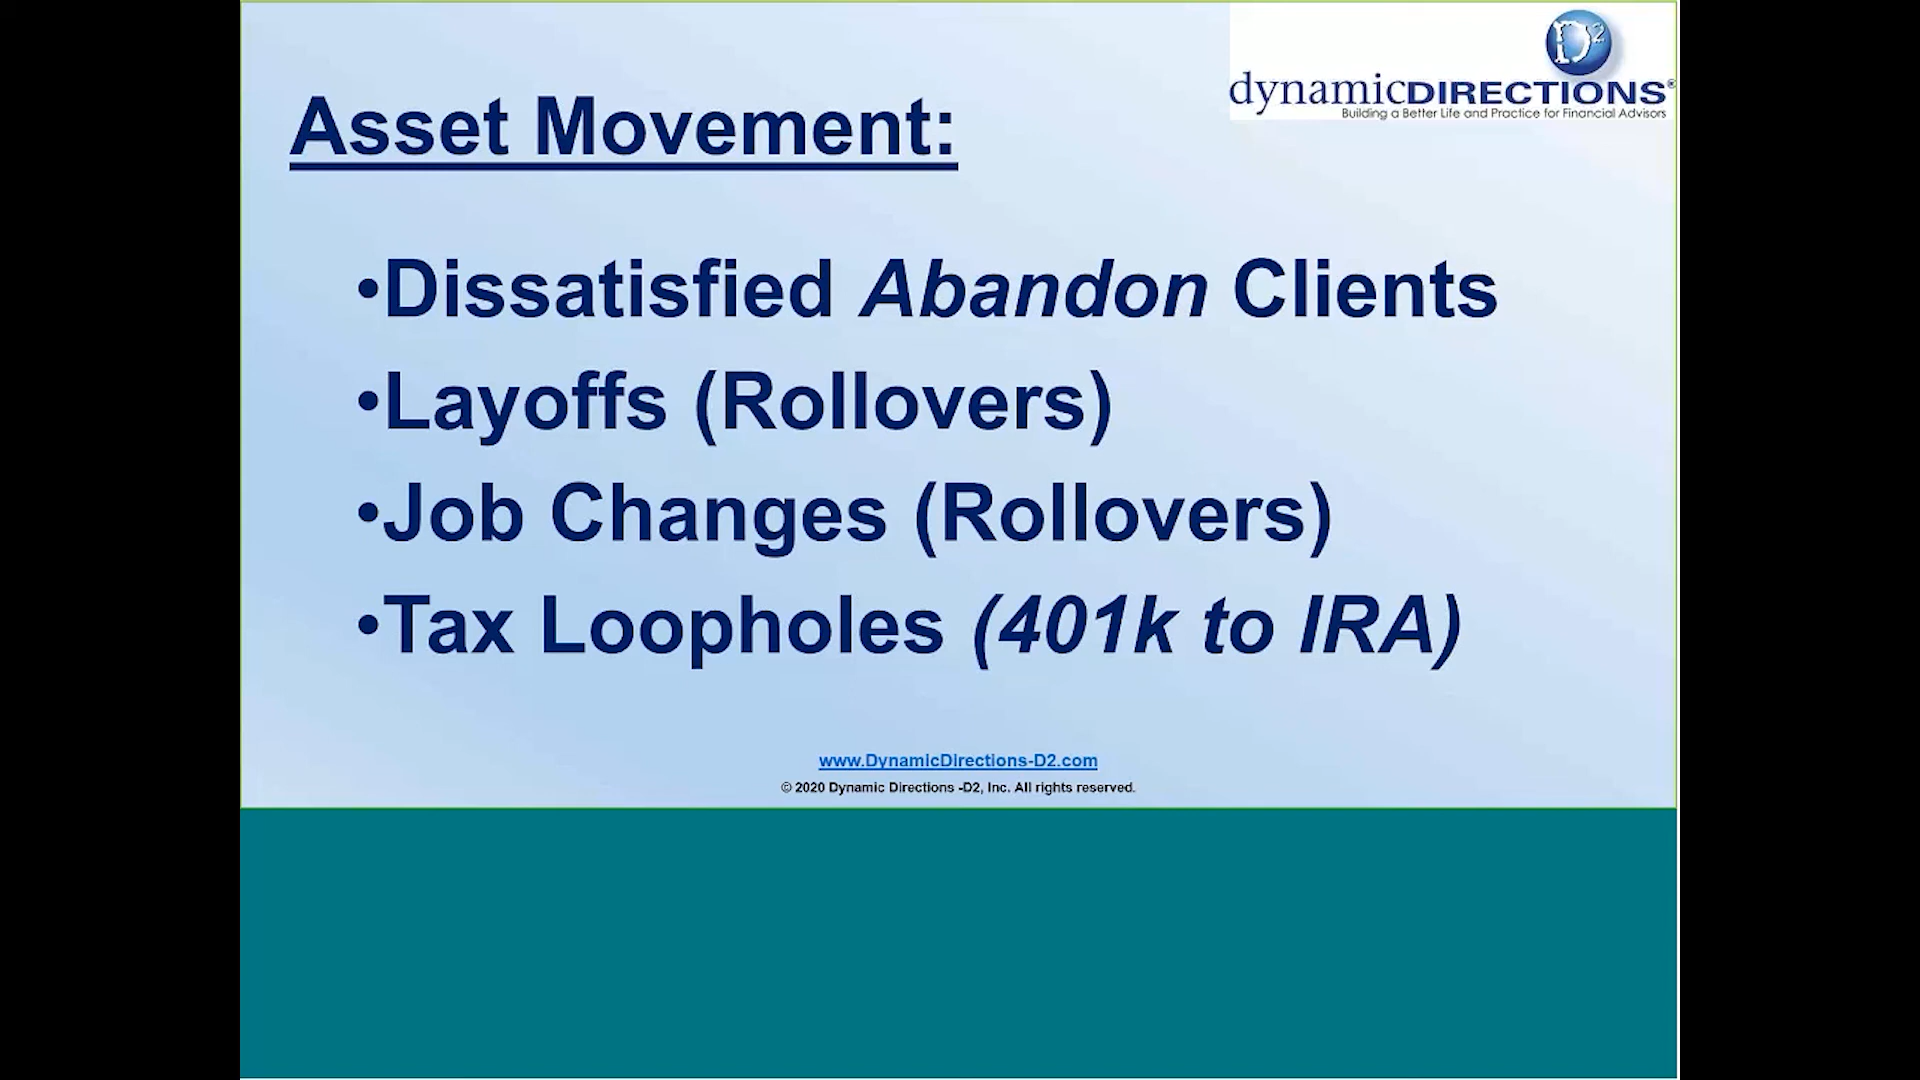 D2
dynamicDIRECTIONS®
Building a Better Life and Practice for Financial Advisors
Asset Movement:
•Dissatisfied Abandon Clients
•Layoffs (Rollovers)
•Job Changes (Rollovers)
•Tax Loopholes (401k to IRA)
www.DynamicDirections-D2.com
© 2020 Dynamic Directions -D2, Inc. All rights reserved.